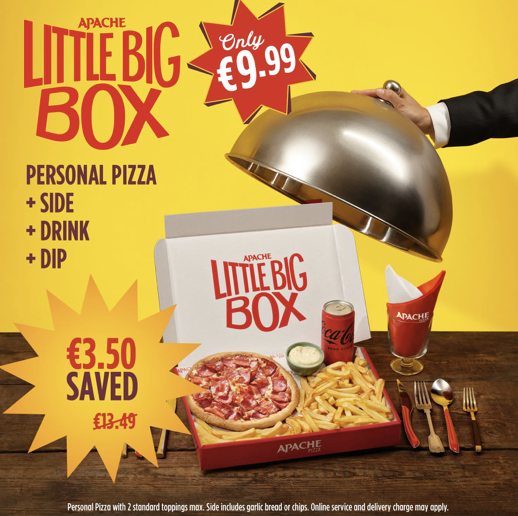 APACHE
LITTLE BIG
BOX
Only
€9.99
PERSONAL PIZZA
+ SIDE
+ DRINK
+ DIP
APACHE
LITTLE BIG
BOX
Coca-Cola
APACHE
€3.50
SAVED
€13.49
APACHE
PIZZA
Personal Pizza with 2 standard toppings max. Side includes garlic bread or chips. Online service and delivery charge may apply.